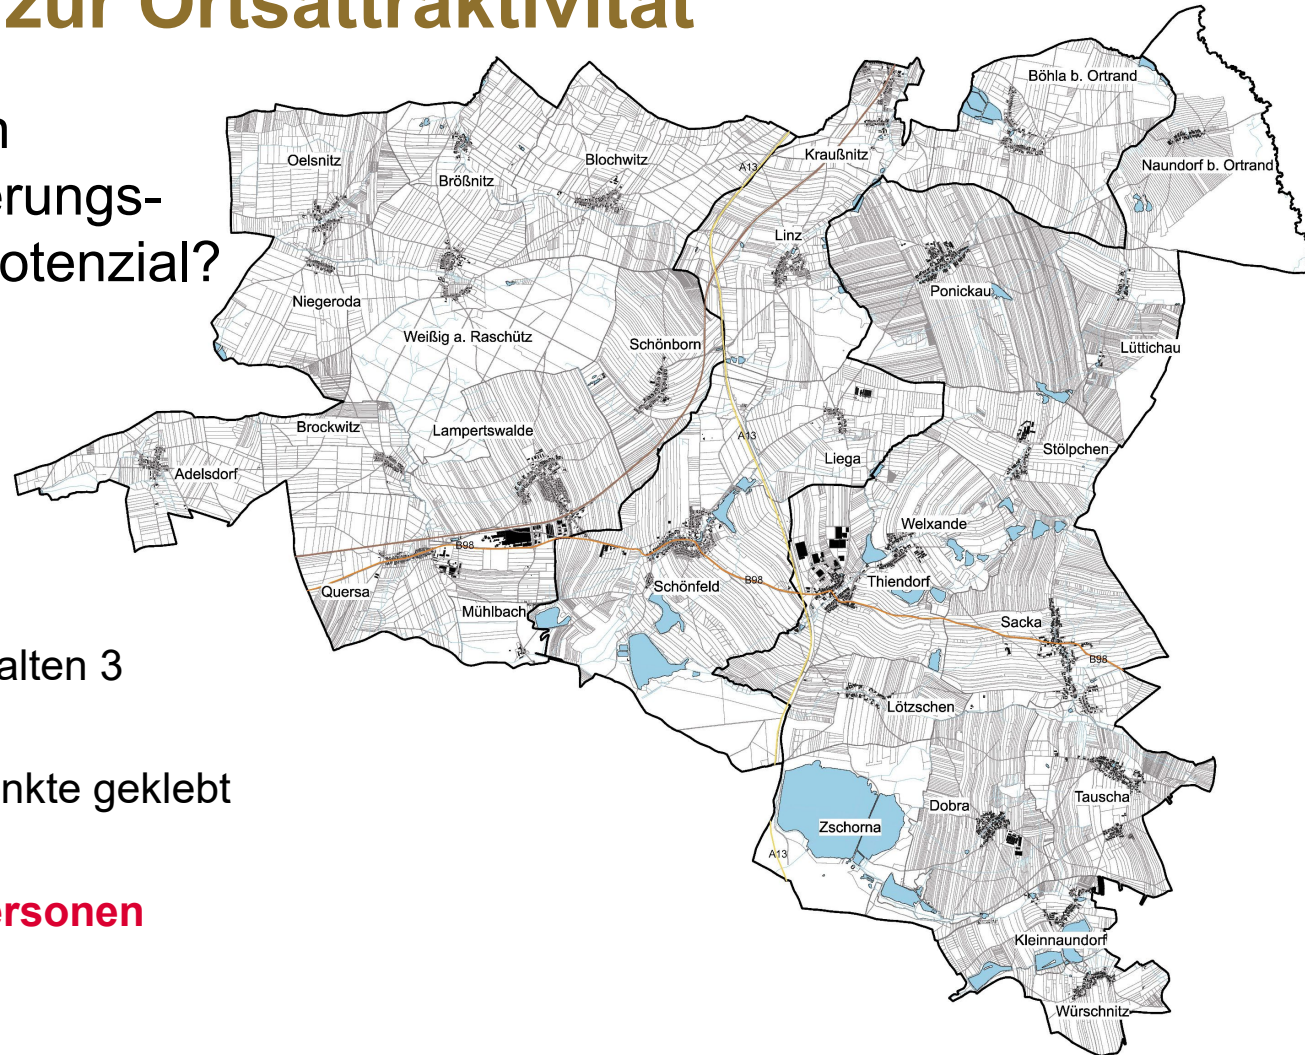 zur Ortsattraktivität
n
erungs-
otenzial?
alten 3
nkte geklebt
ersonen
Böhla b. Ortrand
Naundorf b. Ortrand
Kraußnitz
A13
Oelsnitz
Brößnitz
Blochwitz
Linz
Ponickau
Niegeroda
Weißig a. Raschütz
Schönborn
Lüttichau
Brockwitz
Lampertswalde
A13
Liega
Stölpchen
Adelsdorf
Welxande
B98
Schönfeld
B98
Thiendorf
Quersa
Mühlbach
Sacka
B98
Lötzschen
Zschorna
Dobra
Tauscha
A13
Kleinnaundorf
Würschnitz